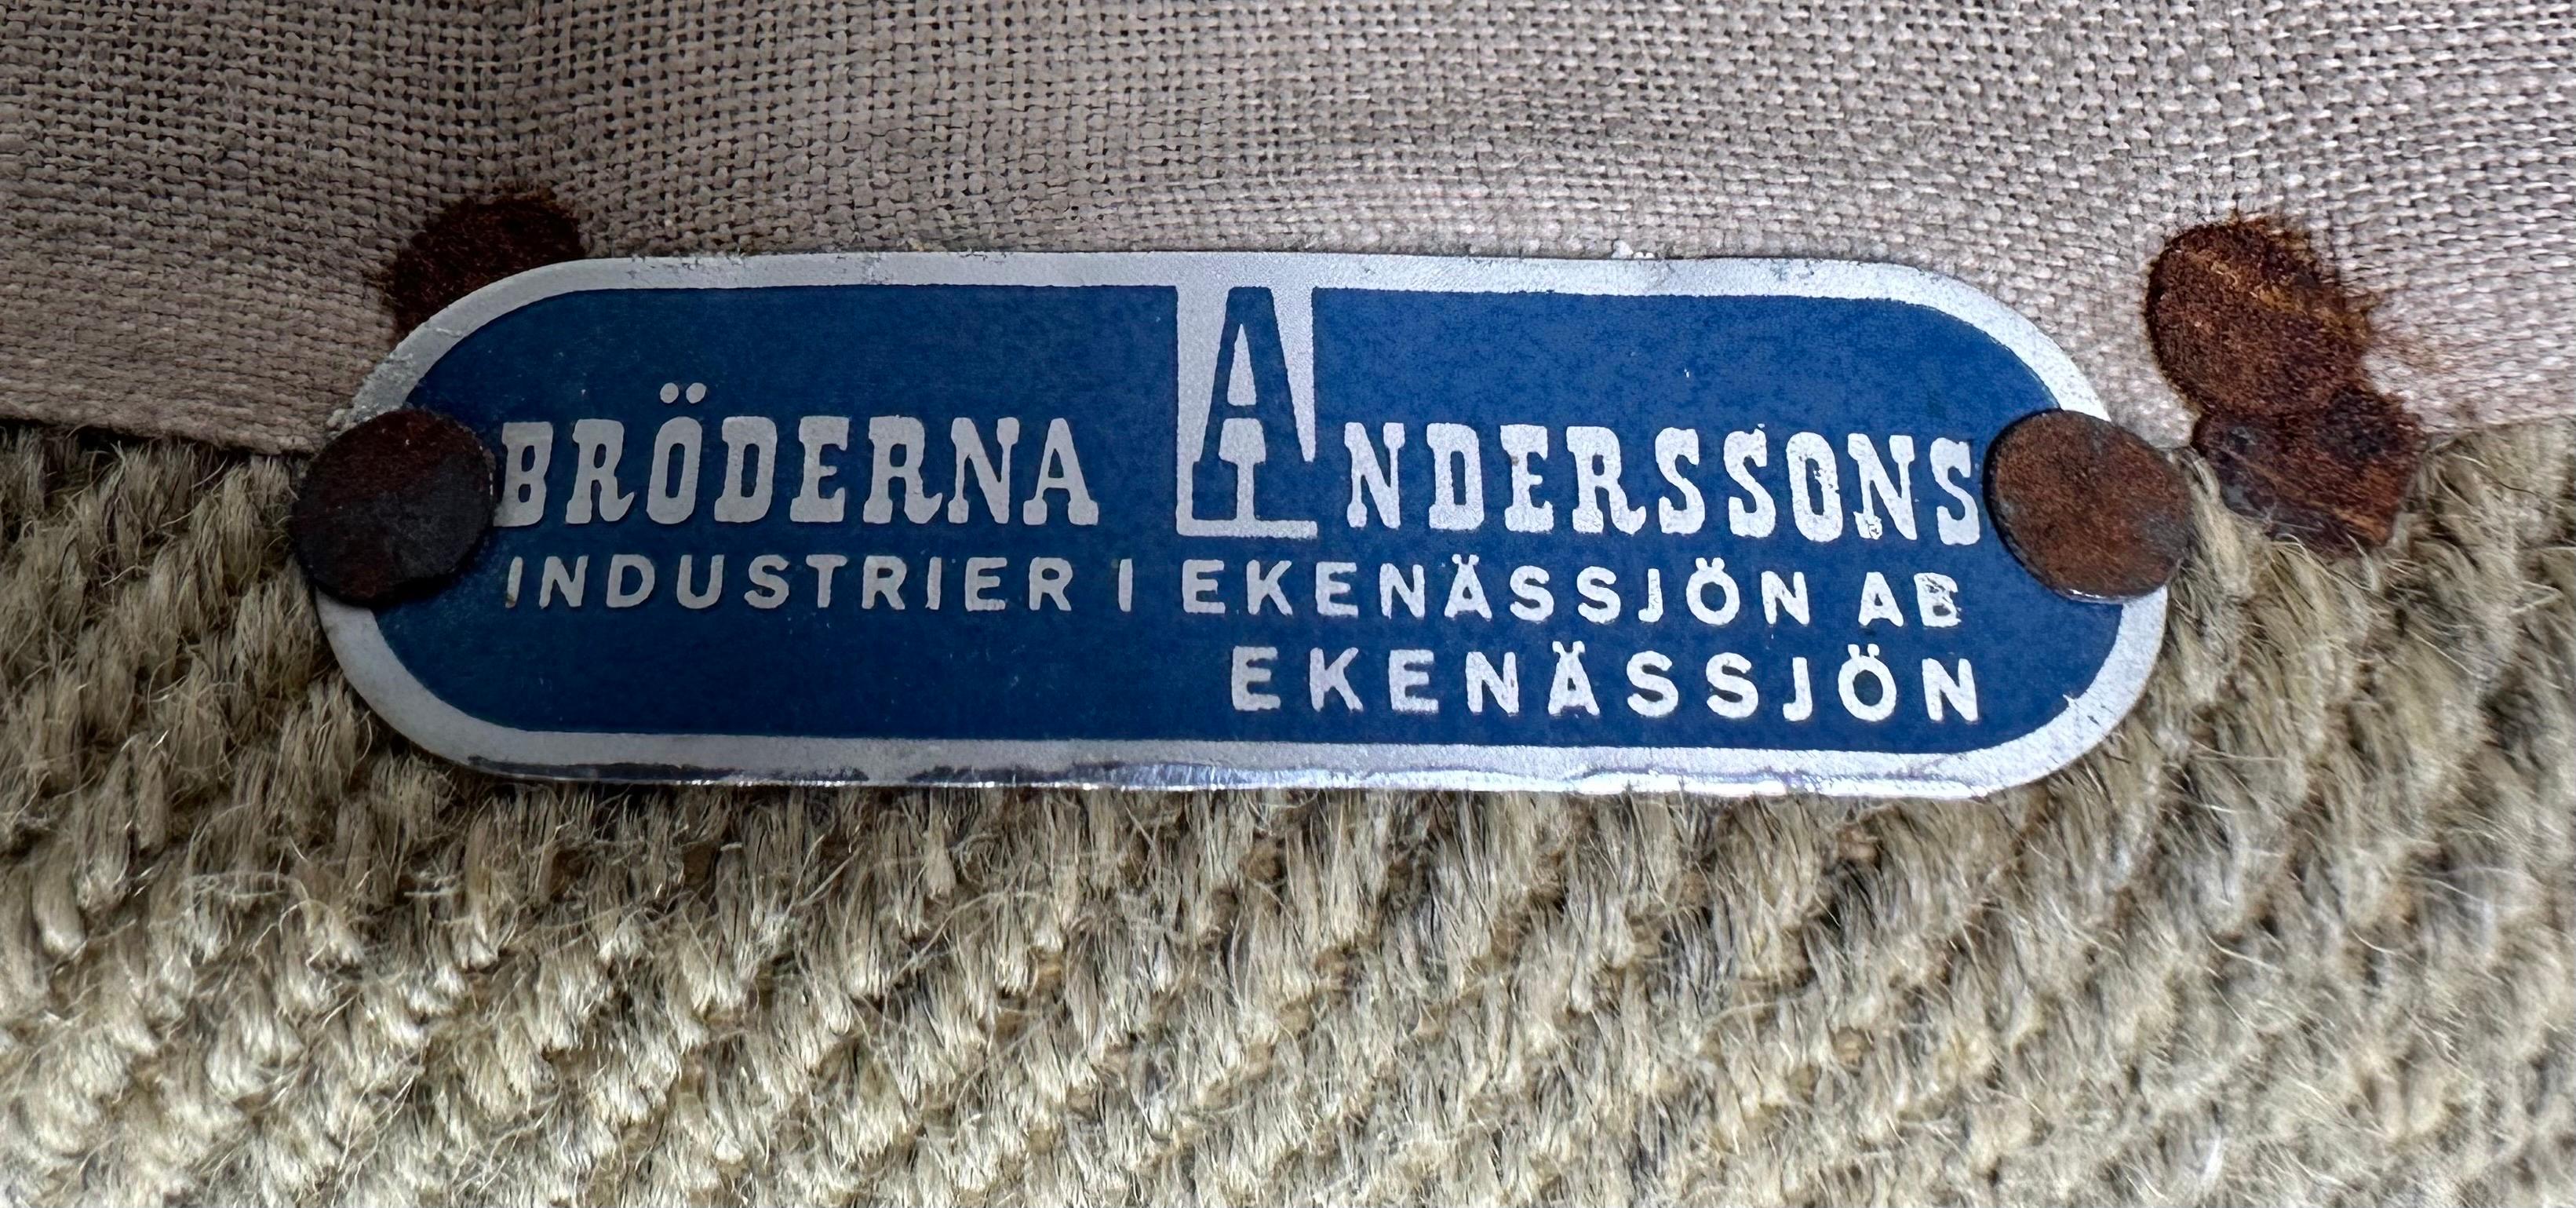 BRÖDERNA ANDERSSONS
INDUSTRIER I EKENÄSSJÖN AB
EKENÄSSJÖN